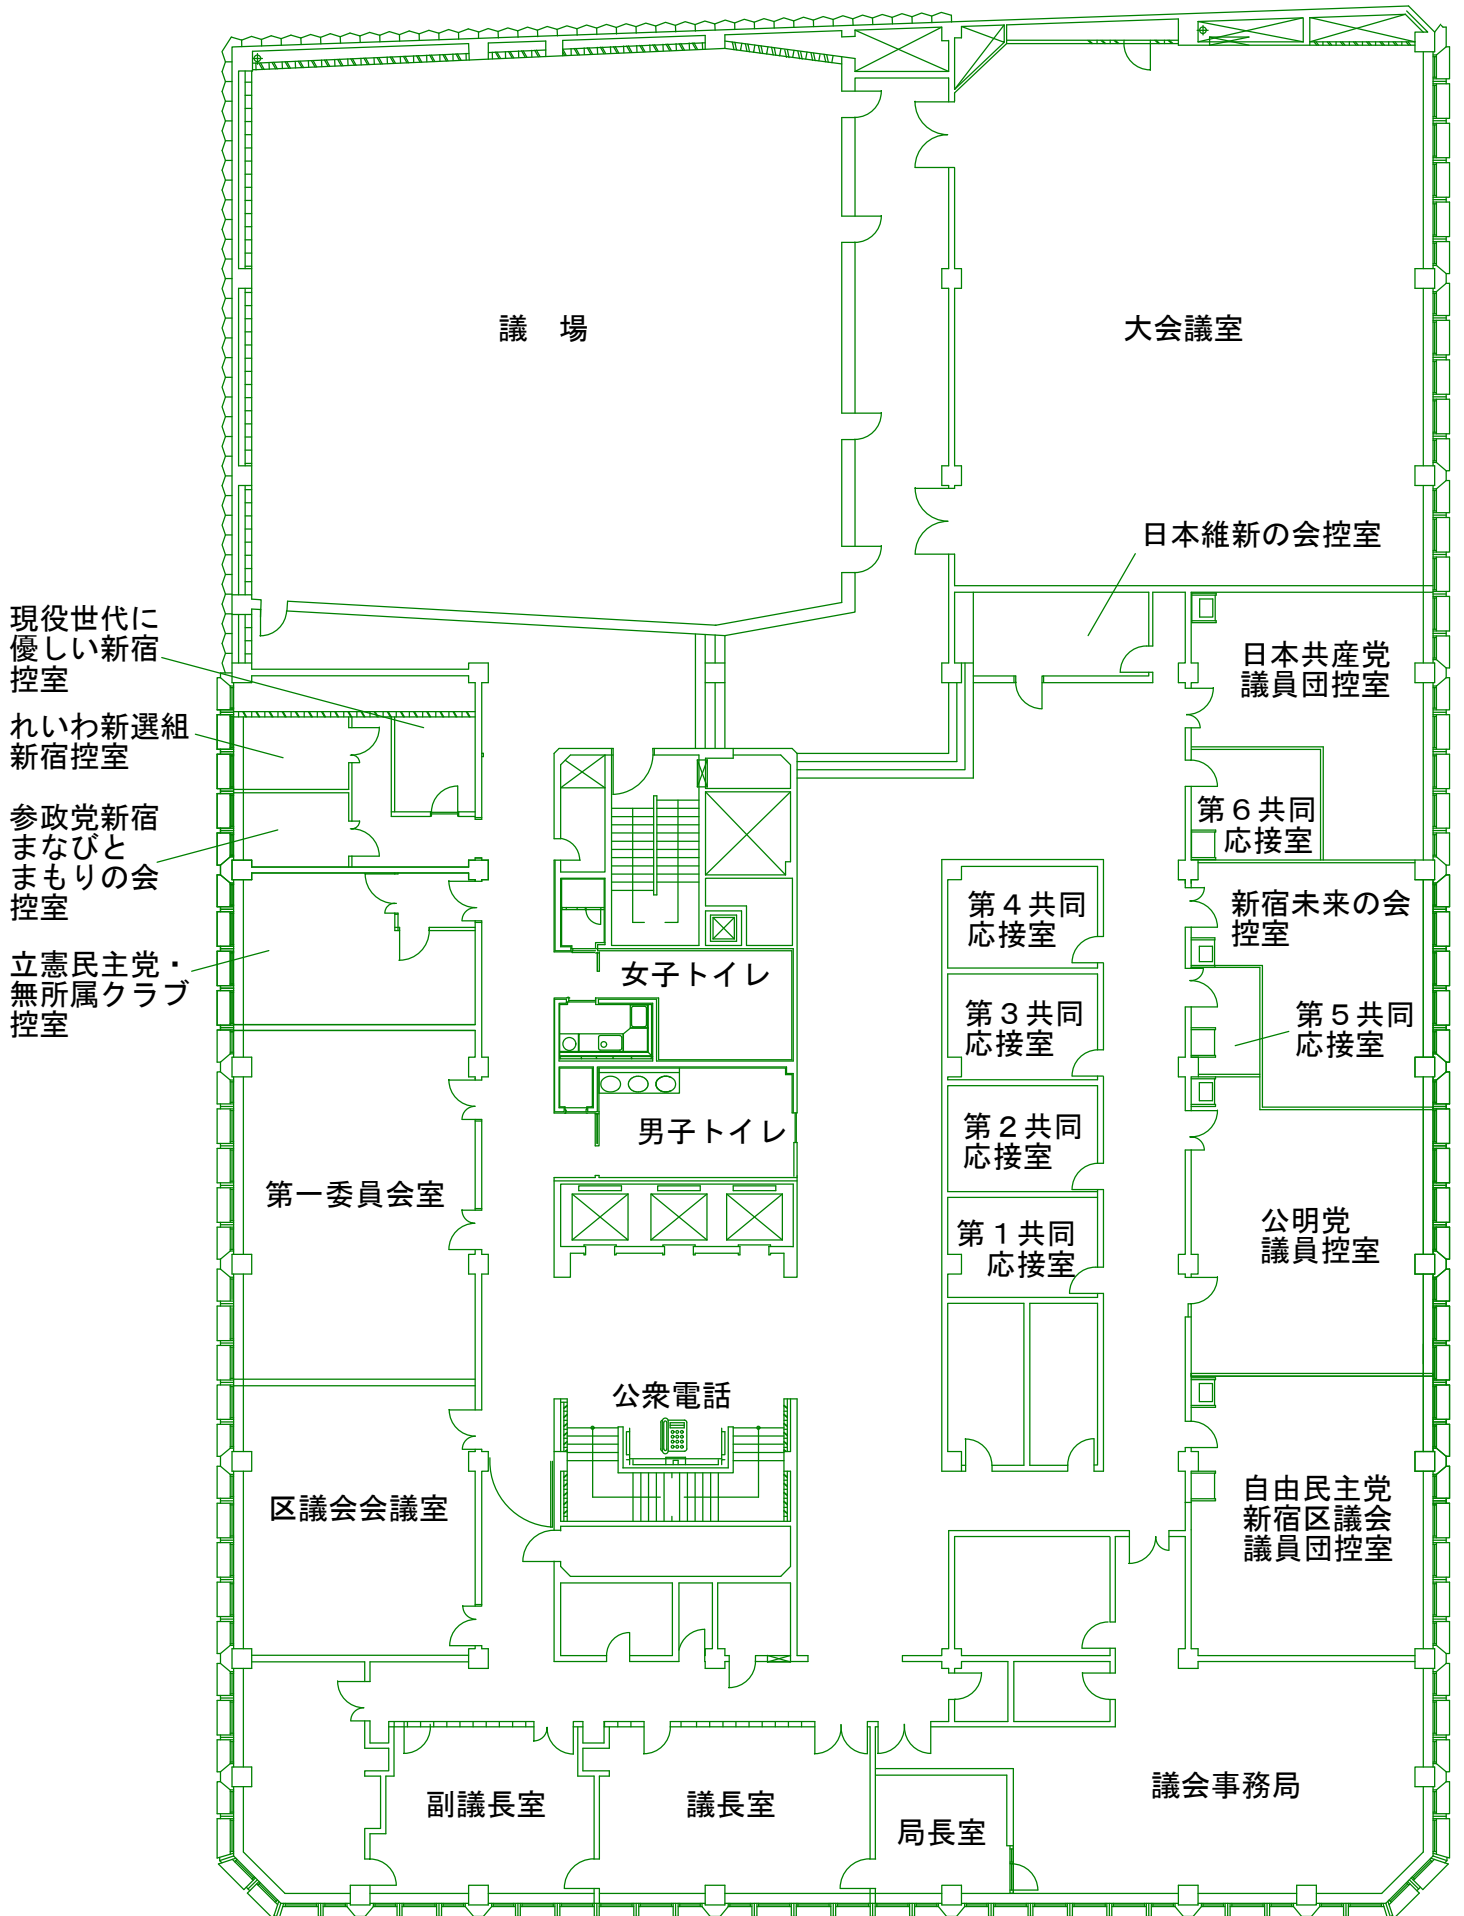 議　場
大会議室
日本維新の会控室
現役世代に
優しい新宿
控室
日本共産党
議員団控室
れいわ新選組
新宿控室
第６共同
応接室
参政党新宿
まなびと
まもりの会
控室
第４共同
応接室
新宿未来の会
控室
立憲民主党・
無所属クラブ
控室
女子トイレ
第３共同
応接室
第５共同
応接室
男子トイレ
第２共同
応接室
第一委員会室
第１共同
応接室
公明党
議員控室
公衆電話
区議会会議室
自由民主党
新宿区議会
議員団控室
副議長室
議長室
局長室
議会事務局